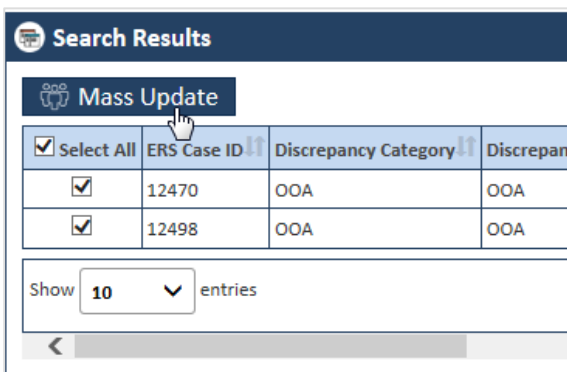 Search Results
Mass Update
Select All ERS Case ID Discrepancy Category Discrepan
12470 OOA OOA
12498 OOA OOA
Show 10 entries